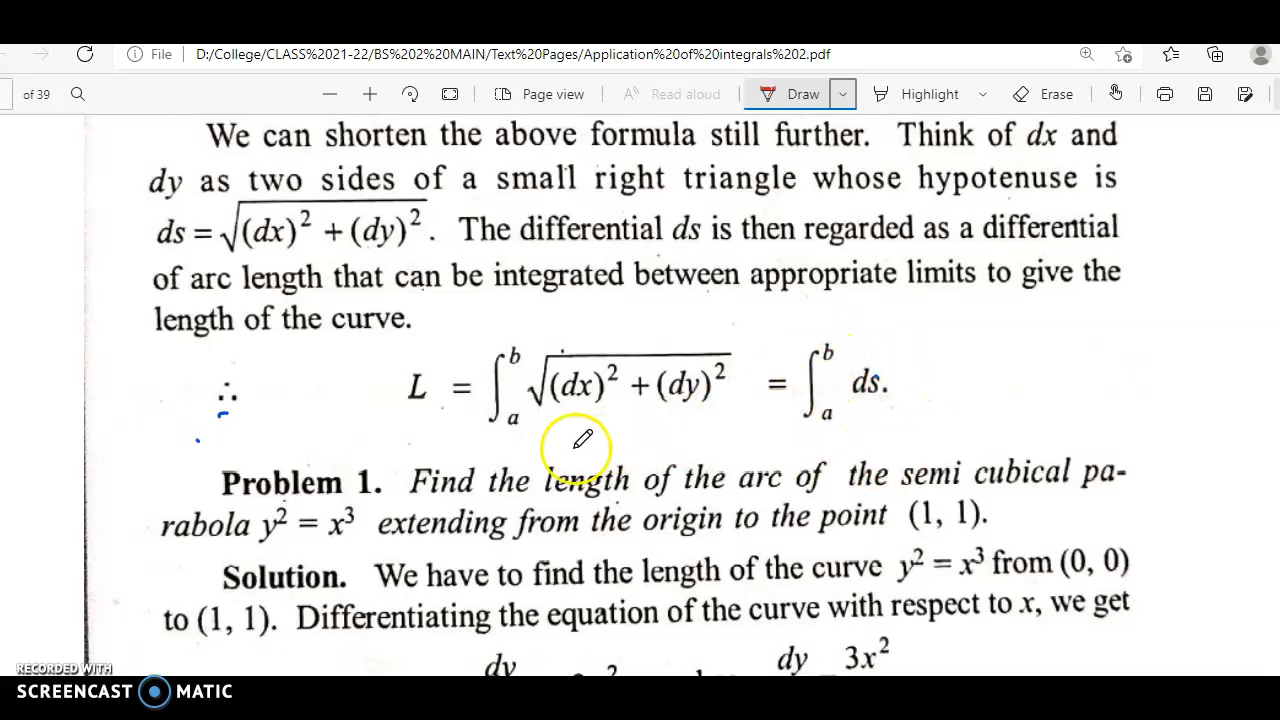 File D:/College/CLASS%2021-22/BS%202%20MAIN/Text%20Pages/Application%20of%20integrals%202.pdf
of 39 Page view Read aloud Draw Highlight Erase
We can shorten the above formula still further. Think of dx and
dy as two sides of a small right triangle whose hypotenuse is
ds = √((dx)² + (dy)²). The differential ds is then regarded as a differential
of arc length that can be integrated between appropriate limits to give the
length of the curve.
∴ L = ∫ₐᵇ √((dx)² + (dy)²) = ∫ₐᵇ ds.
Problem 1. Find the length of the arc of the semi cubical pa-
rabola y² = x³ extending from the origin to the point (1, 1).
Solution. We have to find the length of the curve y² = x³ from (0, 0)
to (1, 1). Differentiating the equation of the curve with respect to x, we get
dy dy 3x²
RECORDED WITH
SCREENCAST MATIC